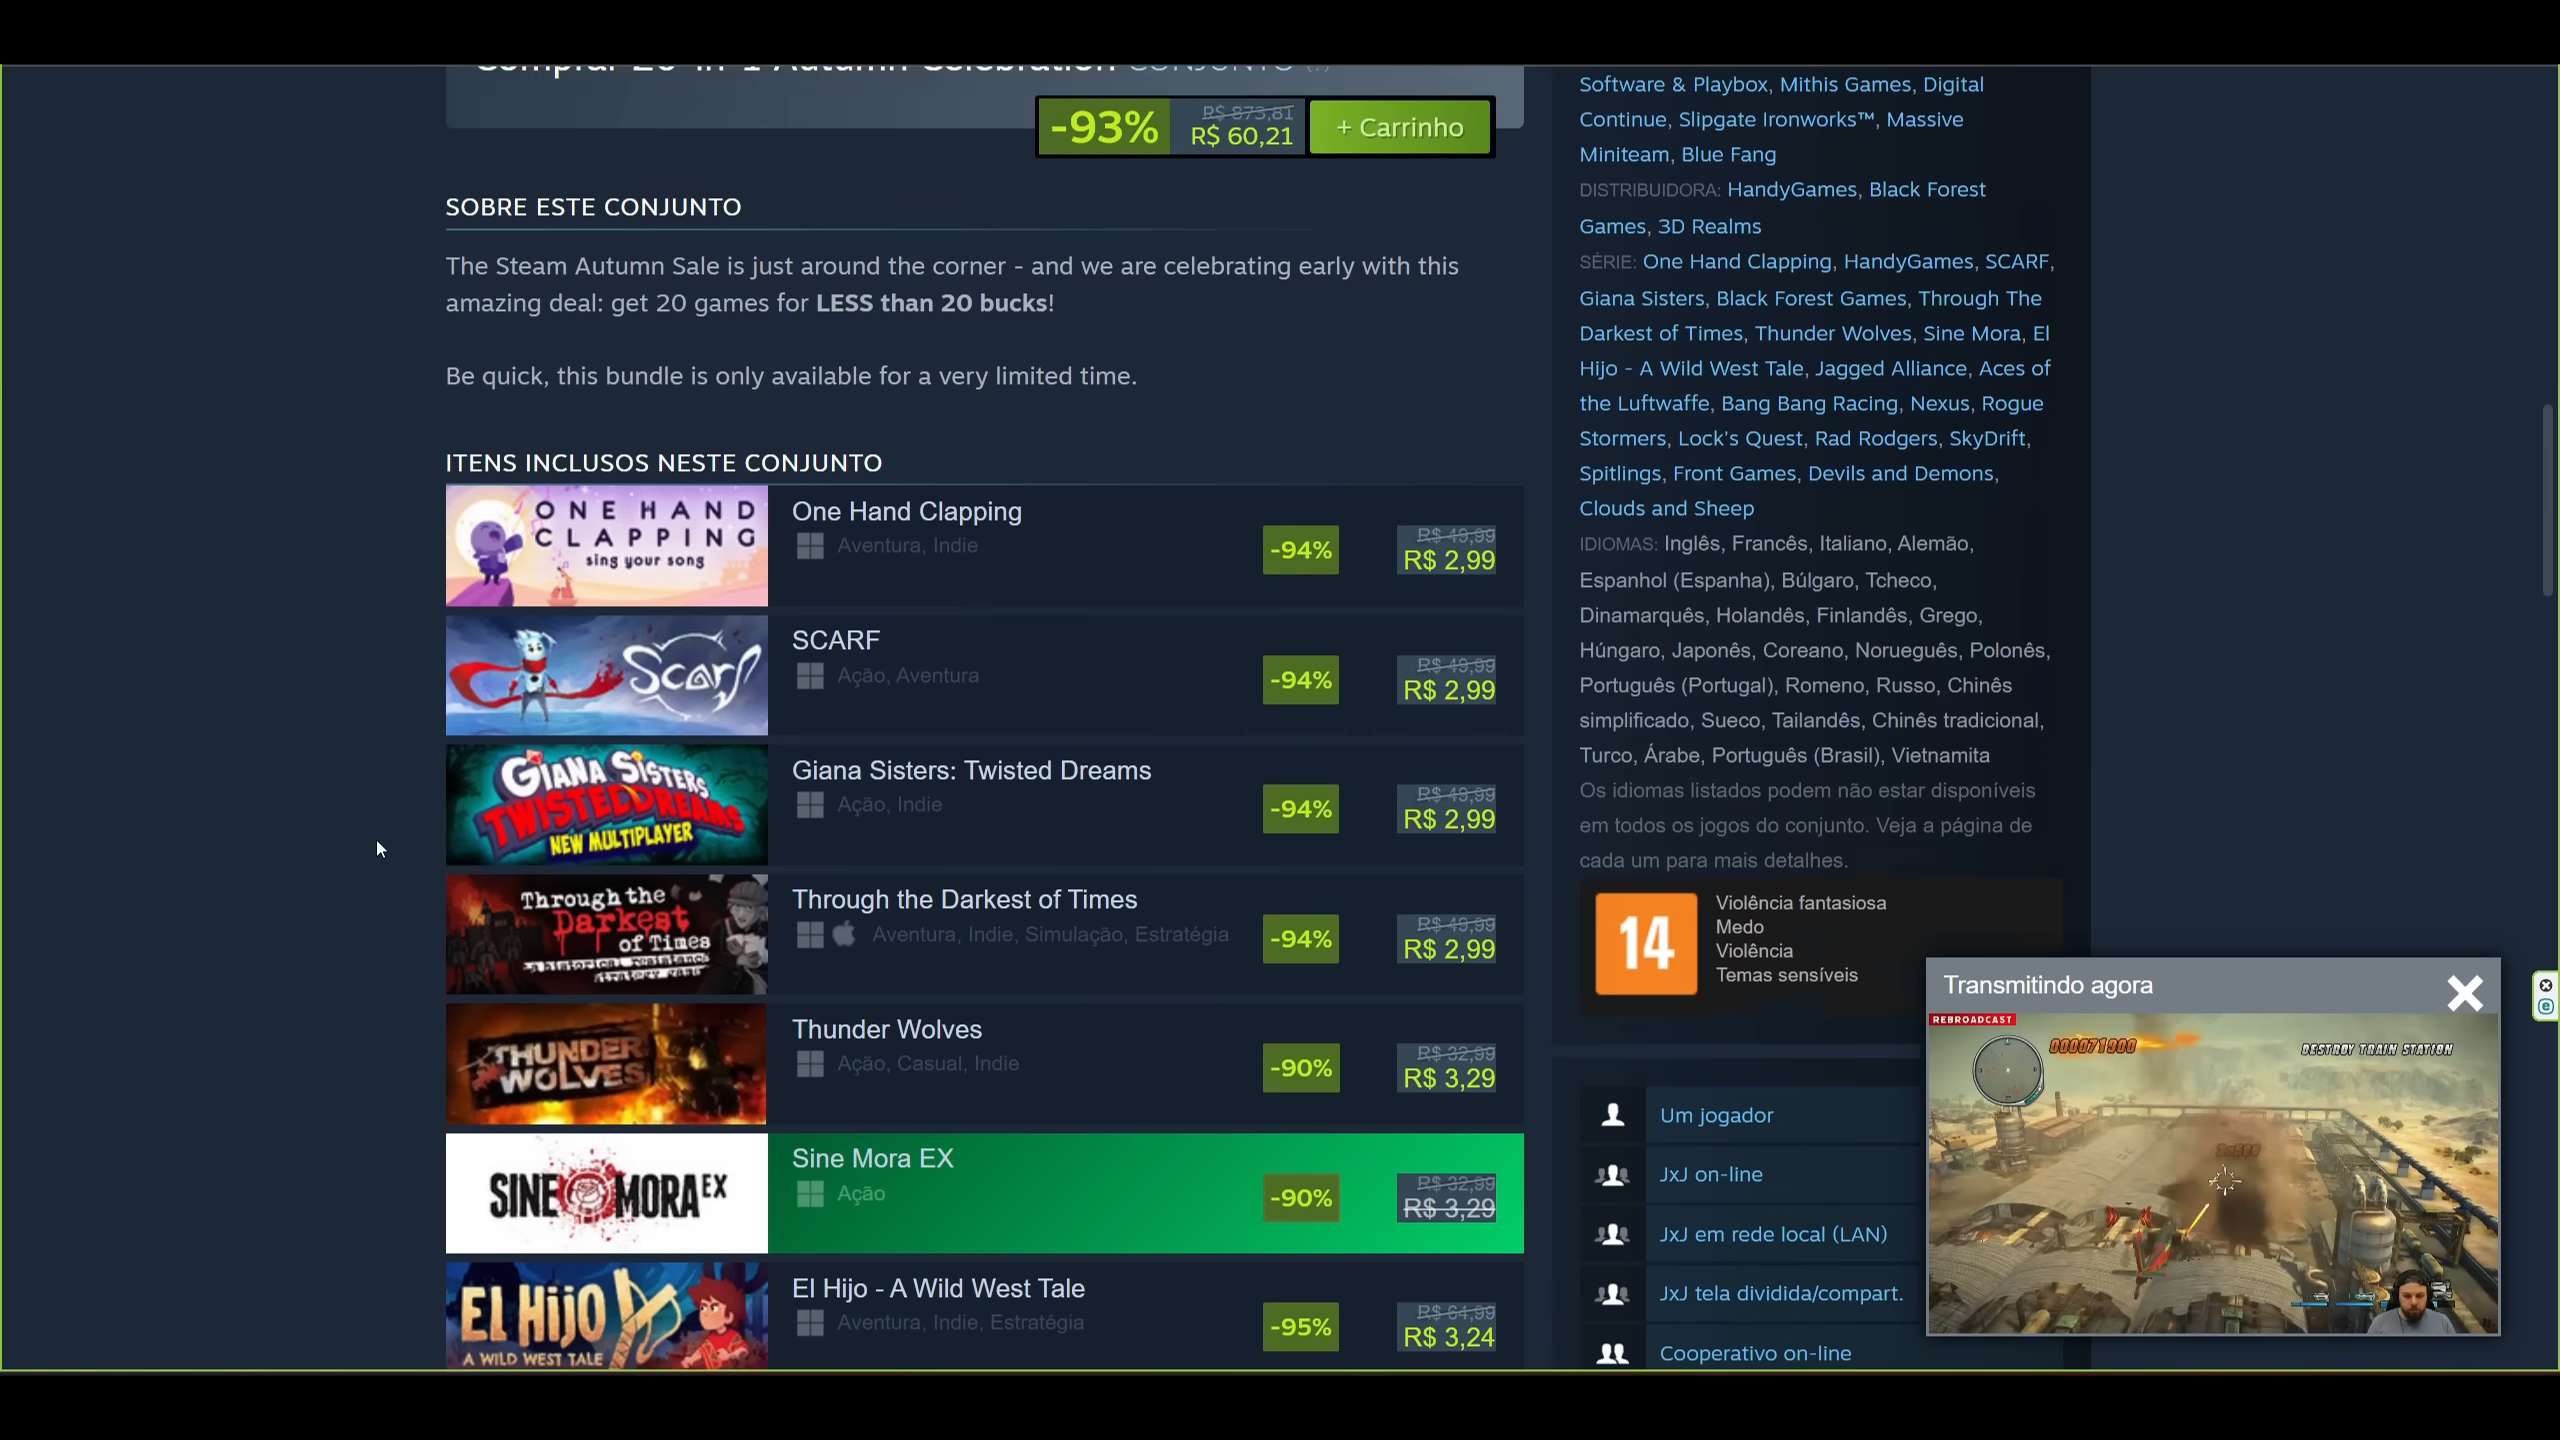 Comprar 20-in-1 Autumn Celebration CONJUNTO (?)
-93%
R$ 873,81
R$ 60,21
+ Carrinho
SOBRE ESTE CONJUNTO
The Steam Autumn Sale is just around the corner - and we are celebrating early with this
amazing deal: get 20 games for LESS than 20 bucks!
Be quick, this bundle is only available for a very limited time.
ITENS INCLUSOS NESTE CONJUNTO
ONE HAND
CLAPPING
sing your song
One Hand Clapping
Aventura, Indie
-94%
R$ 49,99
R$ 2,99
Scarf
SCARF
Ação, Aventura
-94%
R$ 49,99
R$ 2,99
GIANA SISTERS
TWISTED DREAMS
NEW MULTIPLAYER
Giana Sisters: Twisted Dreams
Ação, Indie
-94%
R$ 49,99
R$ 2,99
Through the
Darkest
of Times
a historical resistance
strategy game
Through the Darkest of Times
Aventura, Indie, Simulação, Estratégia
-94%
R$ 49,99
R$ 2,99
THUNDER
WOLVES
Thunder Wolves
Ação, Casual, Indie
-90%
R$ 32,99
R$ 3,29
SINE MORA EX
Sine Mora EX
Ação
-90%
R$ 32,99
R$ 3,29
EL HIJO
A WILD WEST TALE
El Hijo - A Wild West Tale
Aventura, Indie, Estratégia
-95%
R$ 64,99
R$ 3,24
Software & Playbox, Mithis Games, Digital
Continue, Slipgate Ironworks™, Massive
Miniteam, Blue Fang
DISTRIBUIDORA: HandyGames, Black Forest
Games, 3D Realms
SÉRIE: One Hand Clapping, HandyGames, SCARF,
Giana Sisters, Black Forest Games, Through The
Darkest of Times, Thunder Wolves, Sine Mora, El
Hijo - A Wild West Tale, Jagged Alliance, Aces of
the Luftwaffe, Bang Bang Racing, Nexus, Rogue
Stormers, Lock's Quest, Rad Rodgers, SkyDrift,
Spitlings, Front Games, Devils and Demons,
Clouds and Sheep
IDIOMAS: Inglês, Francês, Italiano, Alemão,
Espanhol (Espanha), Búlgaro, Tcheco,
Dinamarquês, Holandês, Finlandês, Grego,
Húngaro, Japonês, Coreano, Norueguês, Polonês,
Português (Portugal), Romeno, Russo, Chinês
simplificado, Sueco, Tailandês, Chinês tradicional,
Turco, Árabe, Português (Brasil), Vietnamita
Os idiomas listados podem não estar disponíveis
em todos os jogos do conjunto. Veja a página de
cada um para mais detalhes.
14
Violência fantasiosa
Medo
Violência
Temas sensíveis
Um jogador
JxJ on-line
JxJ em rede local (LAN)
JxJ tela dividida/compart.
Cooperativo on-line
Transmitindo agora
REBROADCAST
000071900
DESTROY TRAIN STATION